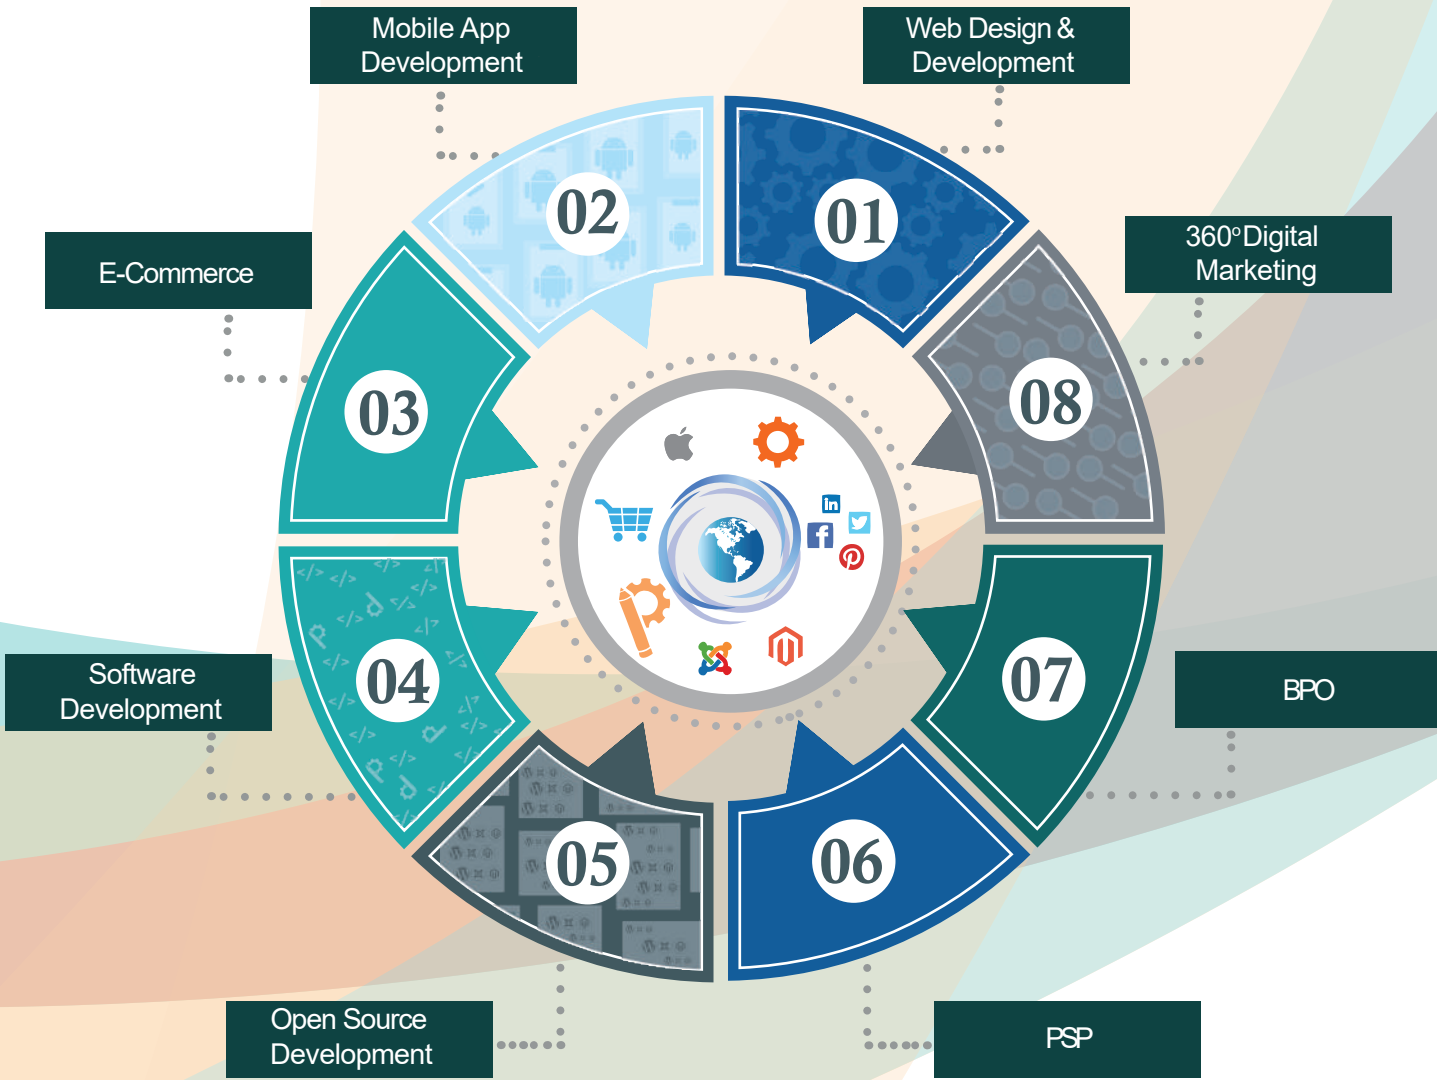 Mobile App
Development
Web Design &
Development
360° Digital
Marketing
E-Commerce
02
01
03
08
in
f
</> </> </> </>
</> </>
</>
</>
04
07
Software
Development
BPO
</>
</> </>
</>
</>
</>
05
06
Open Source
Development
PSP